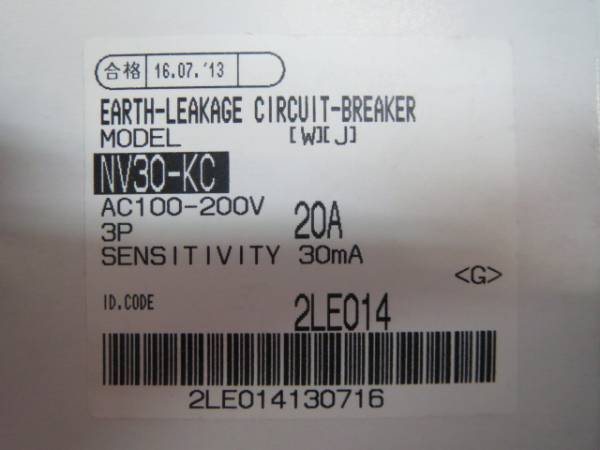 合格 16.07.'13
EARTH-LEAKAGE CIRCUIT-BREAKER
MODEL [W][J]
NV30-KC
AC100-200V 20A
3P
SENSITIVITY 30mA
<G>
ID.CODE 2LE014
2LE014130716